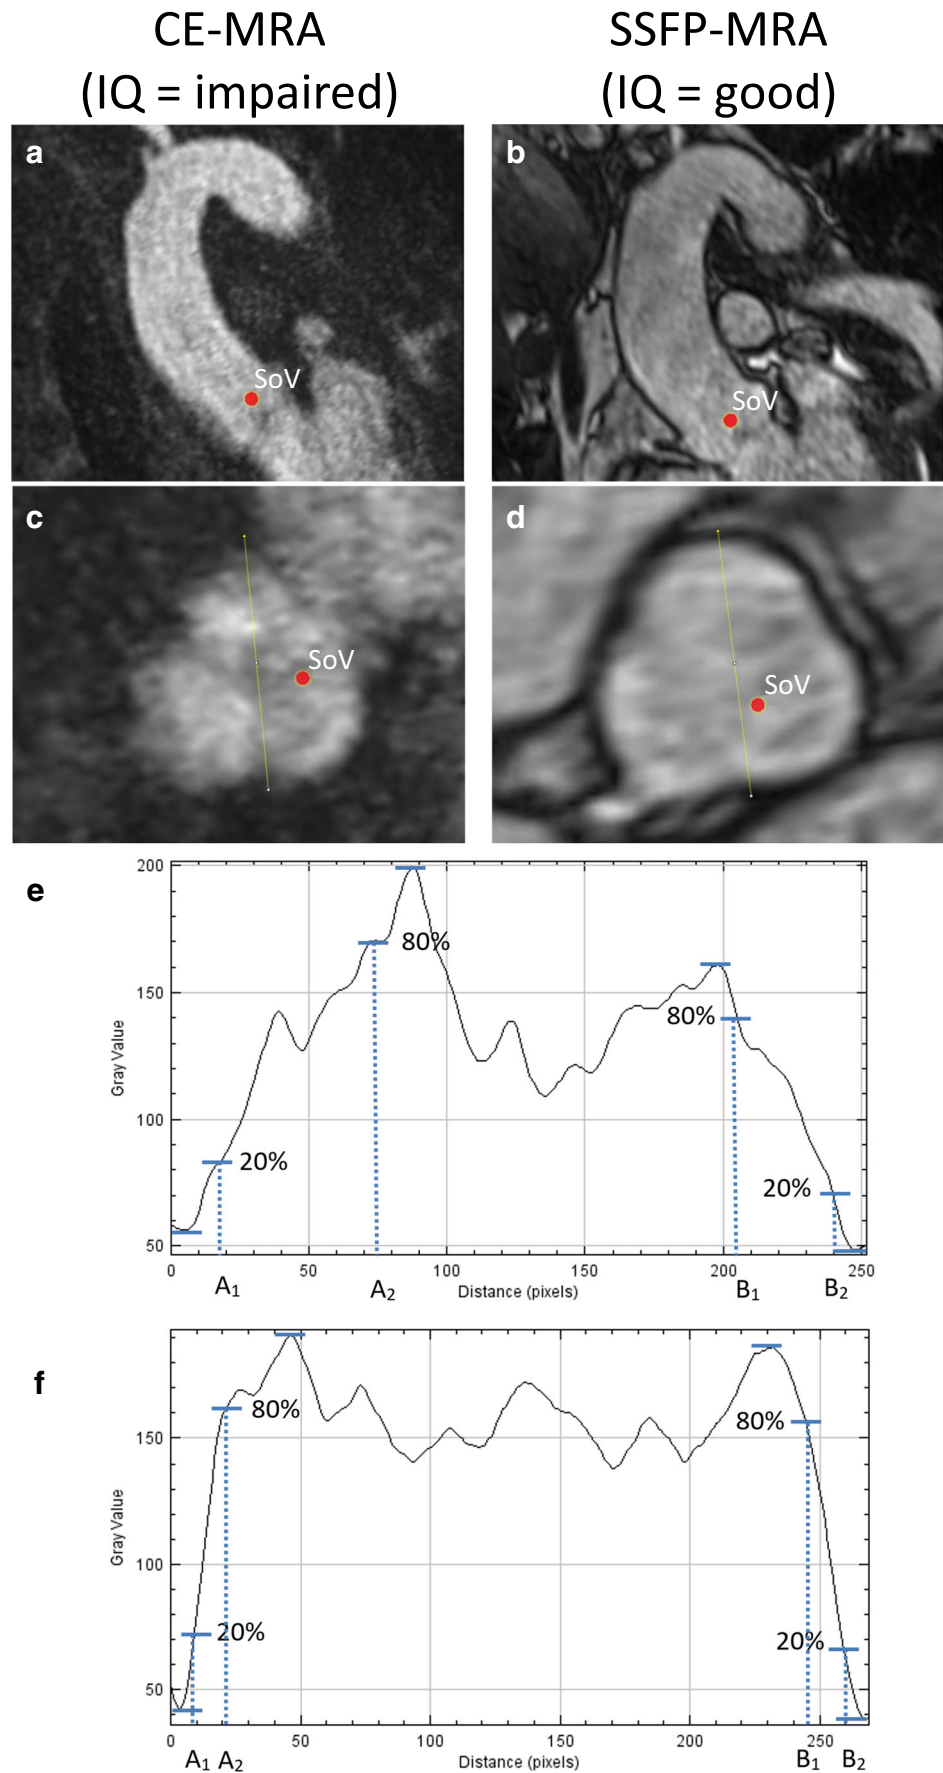 CE-MRA SSFP-MRA
(IQ = impaired) (IQ = good)
a b
SoV SoV
c d
SoV SoV
e
200
150
100
50
Gray Value
80%
80%
20%
20%
0 50 100 150 200 250
A1 A2 Distance (pixels) B1 B2
f
150
100
50
Gray Value
80%
80%
20%
20%
0 50 100 150 200 250
A1 A2 Distance (pixels) B1 B2